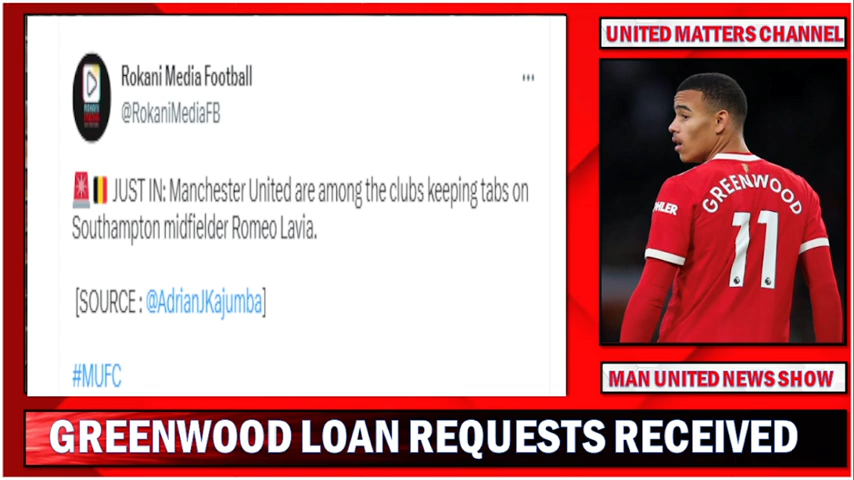 Rokani Media Football
@RokaniMediaFB
JUST IN: Manchester United are among the clubs keeping tabs on
Southampton midfielder Romeo Lavia.
[SOURCE : @AdrianJKajumba]
#MUFC
UNITED MATTERS CHANNEL
GREENWOOD
11
MAN UNITED NEWS SHOW
GREENWOOD LOAN REQUESTS RECEIVED